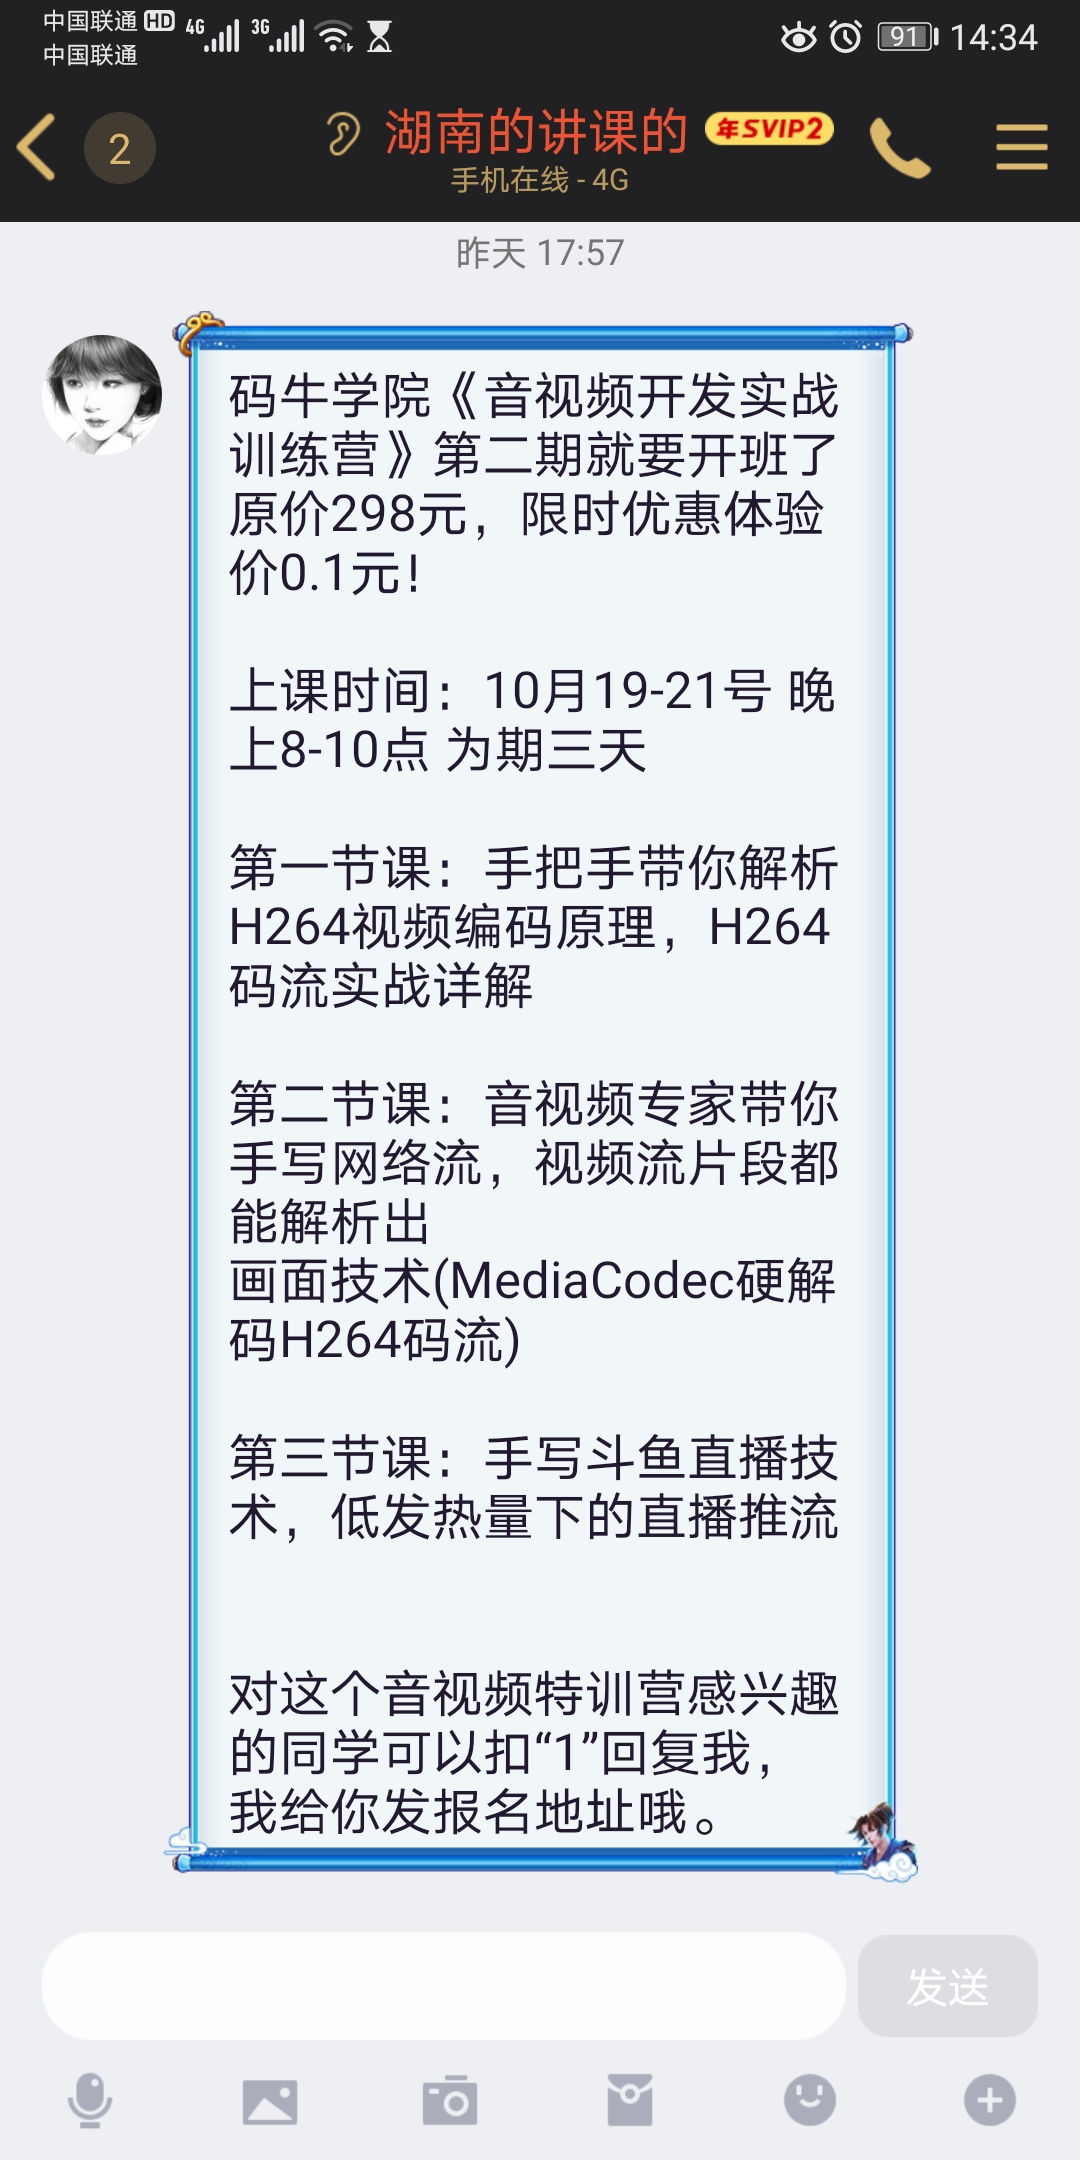 中国联通 HD 4G 3G 91 14:34
中国联通
2 湖南的讲课的 年SVIP2
手机在线 - 4G
昨天 17:57
码牛学院《音视频开发实战
训练营》第二期就要开班了
原价298元，限时优惠体验
价0.1元！
上课时间：10月19-21号 晚
上8-10点 为期三天
第一节课：手把手带你解析
H264视频编码原理，H264
码流实战详解
第二节课：音视频专家带你
手写网络流，视频流片段都
能解析出
画面技术(MediaCodec硬解
码H264码流)
第三节课：手写斗鱼直播技
术，低发热量下的直播推流
对这个音视频特训营感兴趣
的同学可以扣“1”回复我，
我给你发报名地址哦。
发送